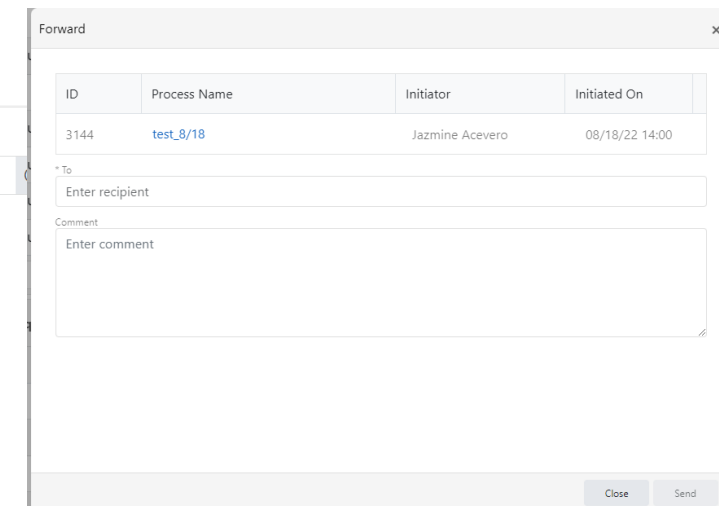 Forward
×
ID Process Name Initiator Initiated On
3144 test_8/18 Jazmine Acevero 08/18/22 14:00
* To
Enter recipient
Comment
Enter comment
Close Send